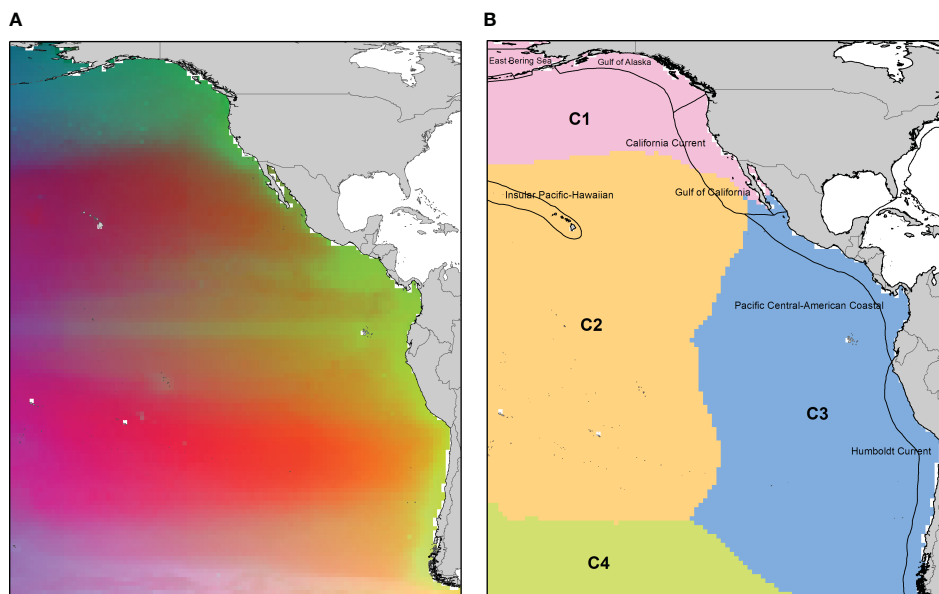 A
B
East Bering Sea
Gulf of Alaska
C1
California Current
Gulf of California
Insular Pacific-Hawaiian
Pacific Central-American Coastal
C2
C3
Humboldt Current
C4